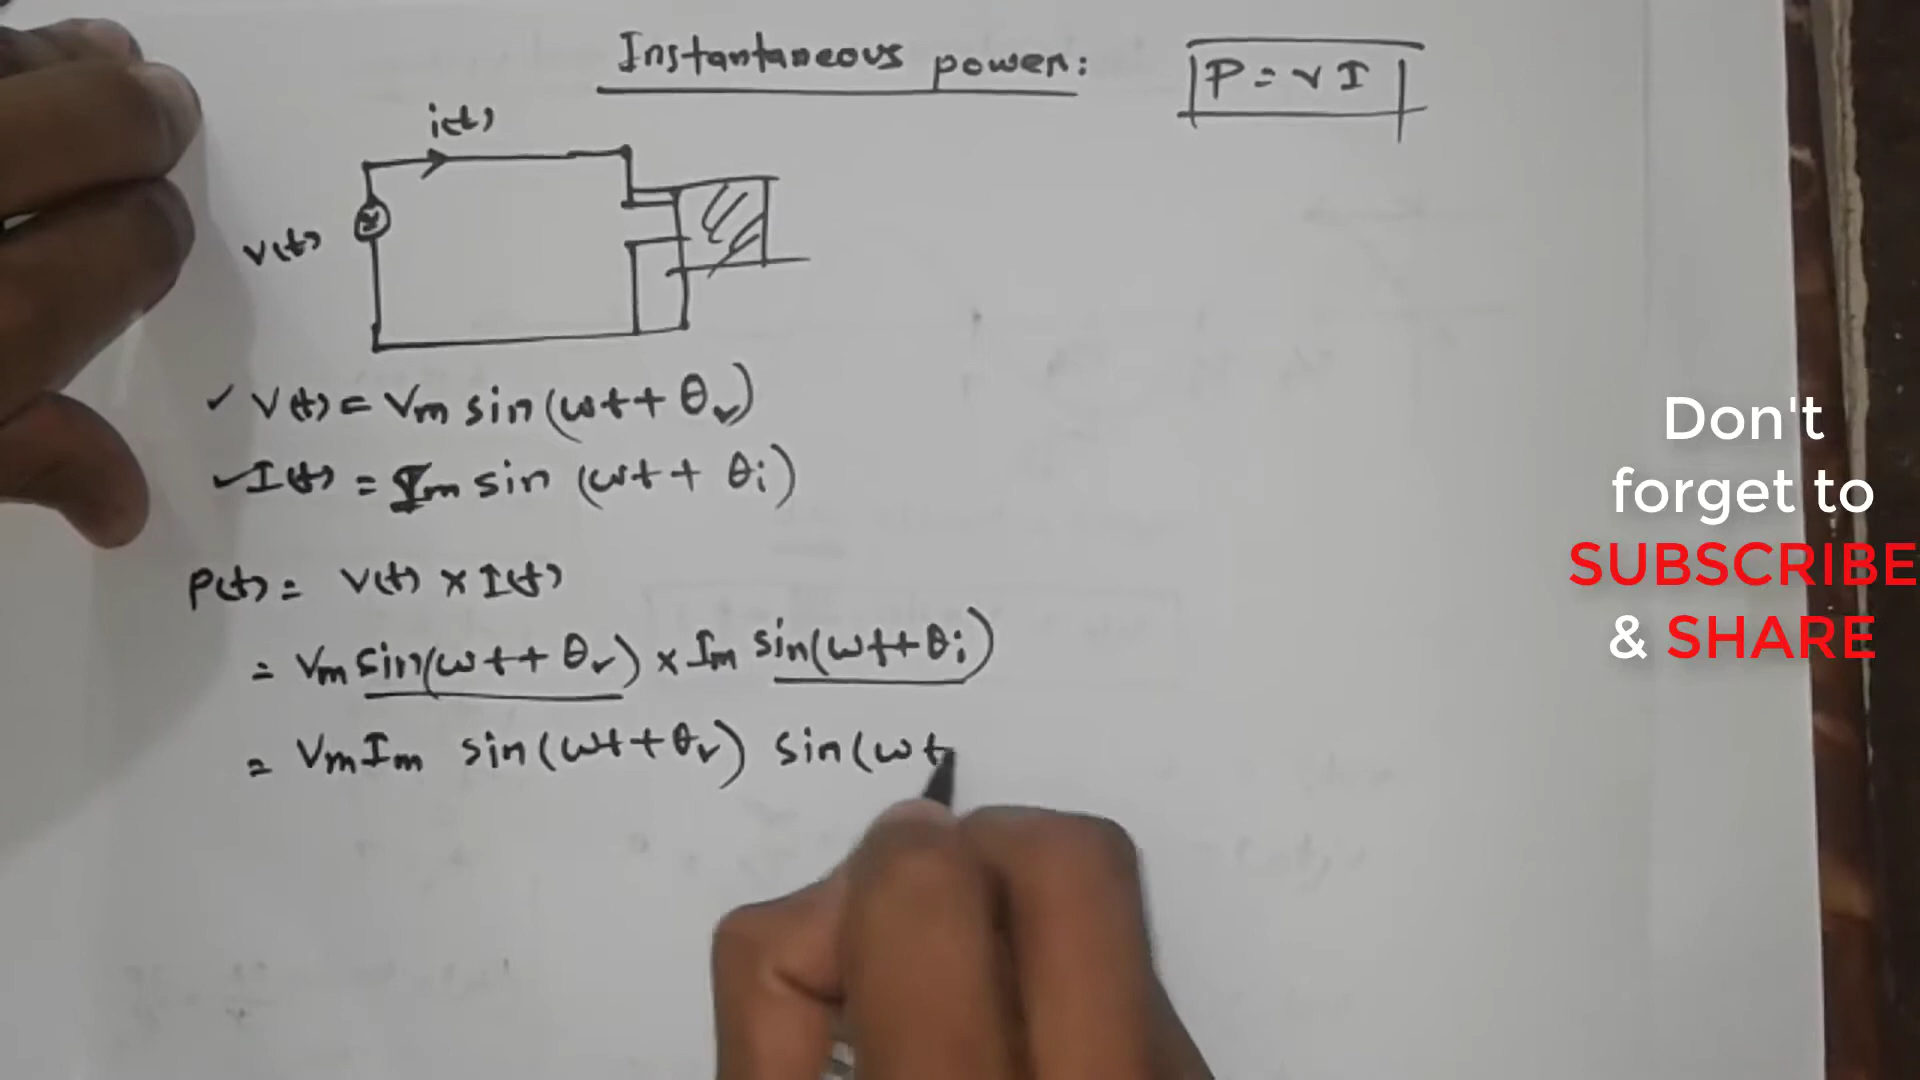 Instantaneous power:
P = V I
i(t)
V(t)
✓ V(t) = Vm sin(ωt + θv)
✓ I(t) = Im sin (ωt + θi)
P(t) = V(t) × I(t)
= Vm sin(ωt + θv) × Im sin(ωt + θi)
= VmIm sin(ωt + θv) sin(ωt
Don't
forget to
SUBSCRIBE
& SHARE